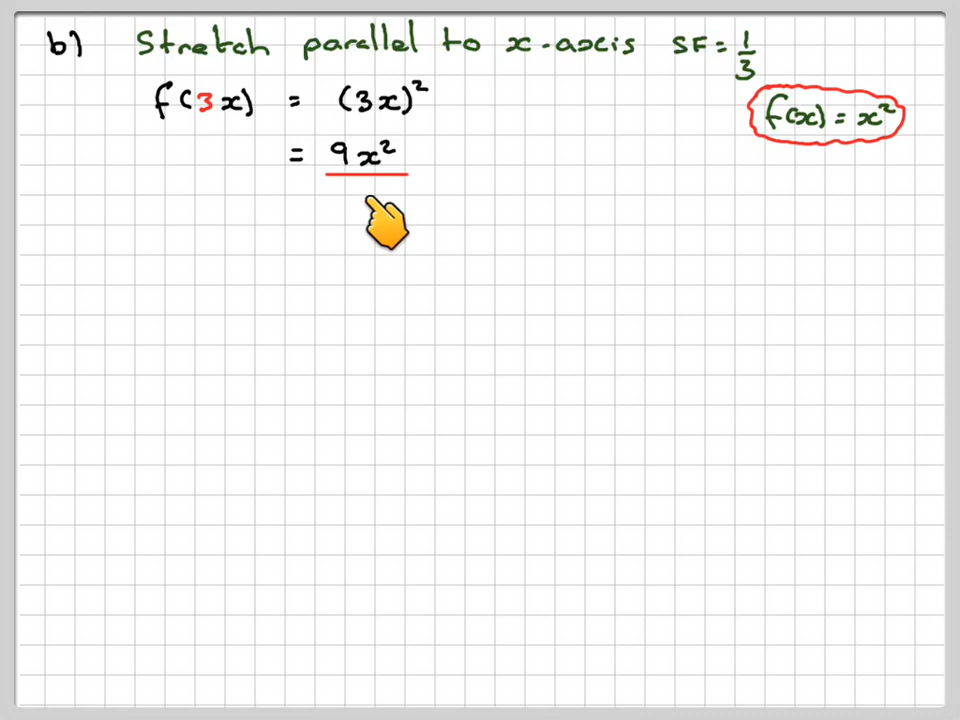 b) Stretch parallel to x-axis SF = 1/3
f(3x) = (3x)²
f(x) = x²
= 9x²